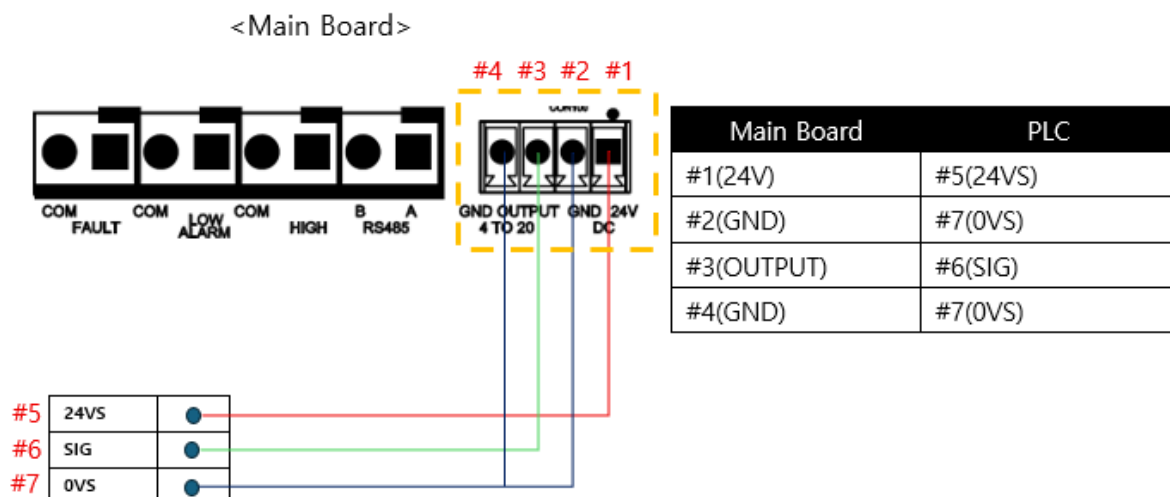 <Main Board>
#4 #3 #2 #1
COM FAULT
COM LOW ALARM
COM HIGH
B A RS485
GND OUTPUT GND 24V
4 TO 20 DC
Main Board PLC
#1(24V) #5(24VS)
#2(GND) #7(0VS)
#3(OUTPUT) #6(SIG)
#4(GND) #7(0VS)
#5 24VS
#6 SIG
#7 0VS